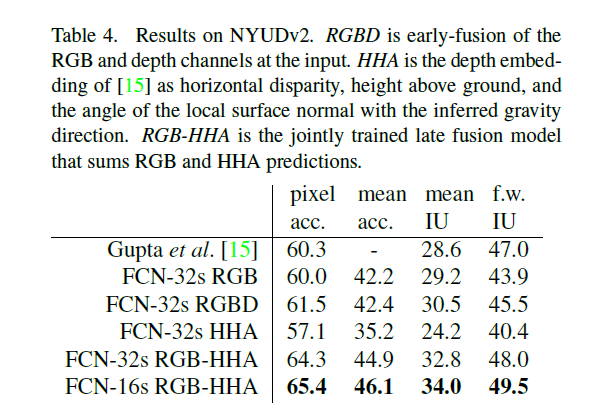 Table 4. Results on NYUDv2. RGBD is early-fusion of the
RGB and depth channels at the input. HHA is the depth embed-
ding of [15] as horizontal disparity, height above ground, and
the angle of the local surface normal with the inferred gravity
direction. RGB-HHA is the jointly trained late fusion model
that sums RGB and HHA predictions.
pixel mean mean f.w.
acc. acc. IU IU
Gupta et al. [15] 60.3 - 28.6 47.0
FCN-32s RGB 60.0 42.2 29.2 43.9
FCN-32s RGBD 61.5 42.4 30.5 45.5
FCN-32s HHA 57.1 35.2 24.2 40.4
FCN-32s RGB-HHA 64.3 44.9 32.8 48.0
FCN-16s RGB-HHA 65.4 46.1 34.0 49.5